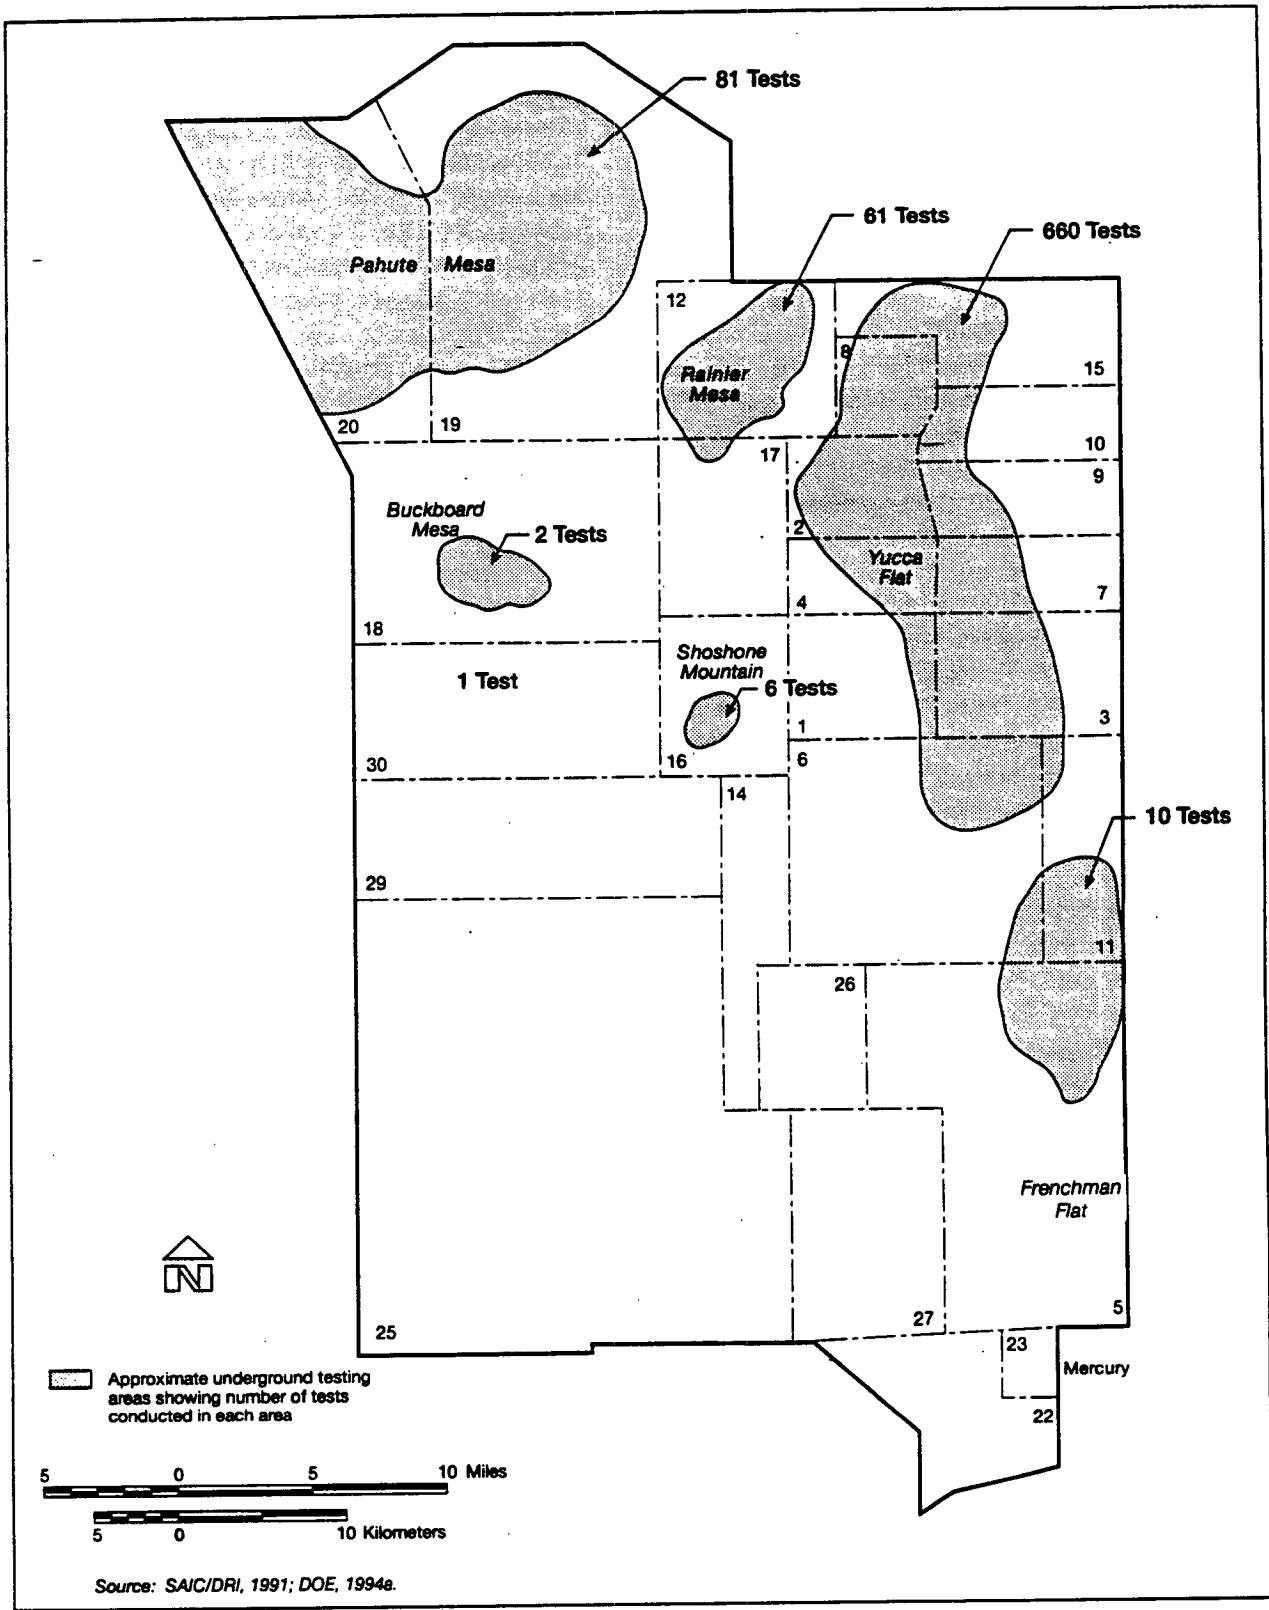 81 Tests
61 Tests
660 Tests
Pahute Mesa
12
8
15
Rainier
Mesa
20
19
17
10
9
Buckboard
Mesa
2 Tests
2
Yucca
Flat
4
7
18
Shoshone
Mountain
1 Test
6 Tests
1
3
30
16
6
14
10 Tests
29
11
26
Frenchman
Flat
N
25
27
5
23
Mercury
22
Approximate underground testing
areas showing number of tests
conducted in each area
5 0 5 10 Miles
5 0 10 Kilometers
Source: SAIC/DRI, 1991; DOE, 1994a.